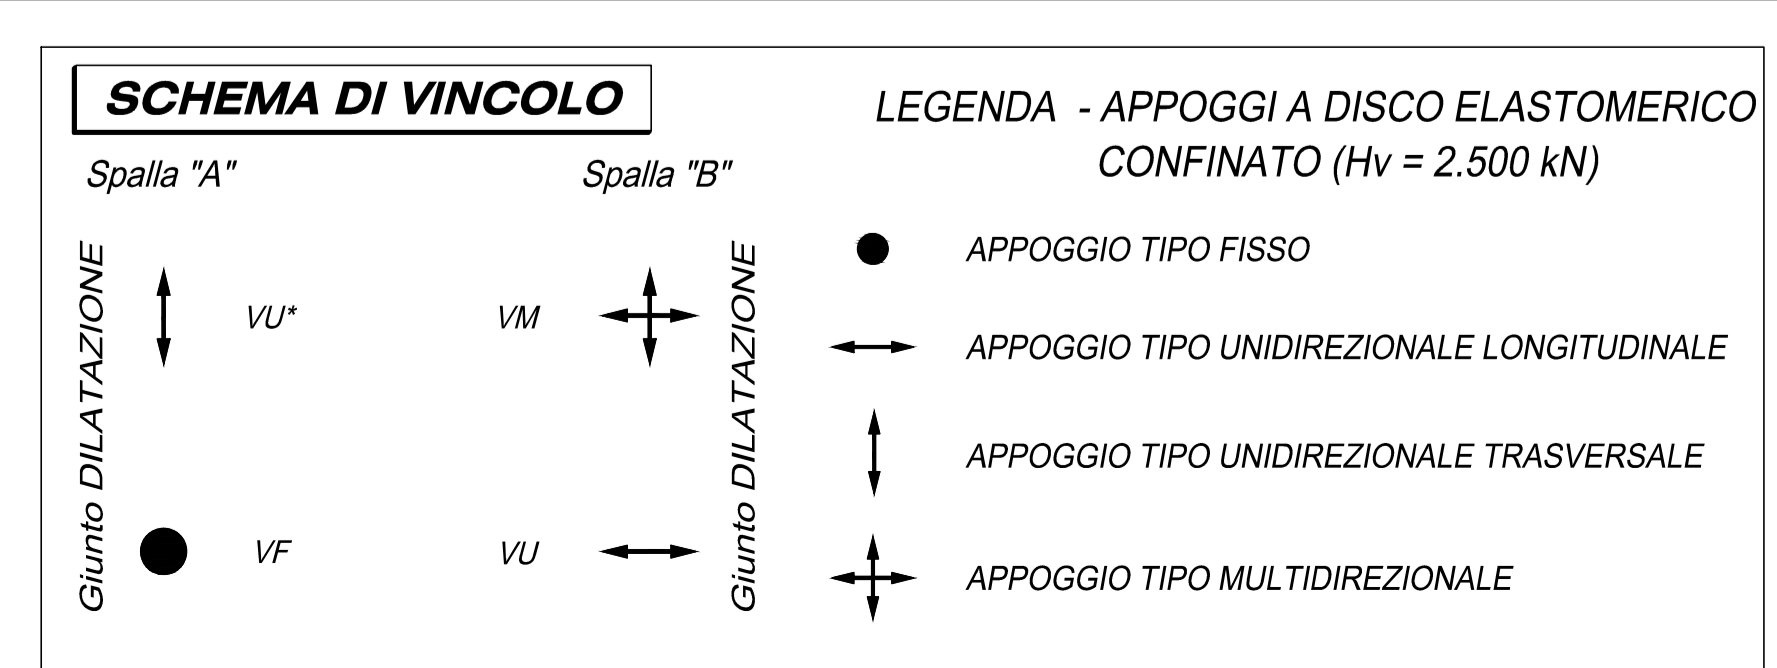 SCHEMA DI VINCOLO
Spalla "A"
Spalla "B"
Giunto DILATAZIONE
VU*
VM
Giunto DILATAZIONE
VF
VU
LEGENDA - APPOGGI A DISCO ELASTOMERICO
CONFINATO (Hv = 2.500 kN)
APPOGGIO TIPO FISSO
APPOGGIO TIPO UNIDIREZIONALE LONGITUDINALE
APPOGGIO TIPO UNIDIREZIONALE TRASVERSALE
APPOGGIO TIPO MULTIDIREZIONALE